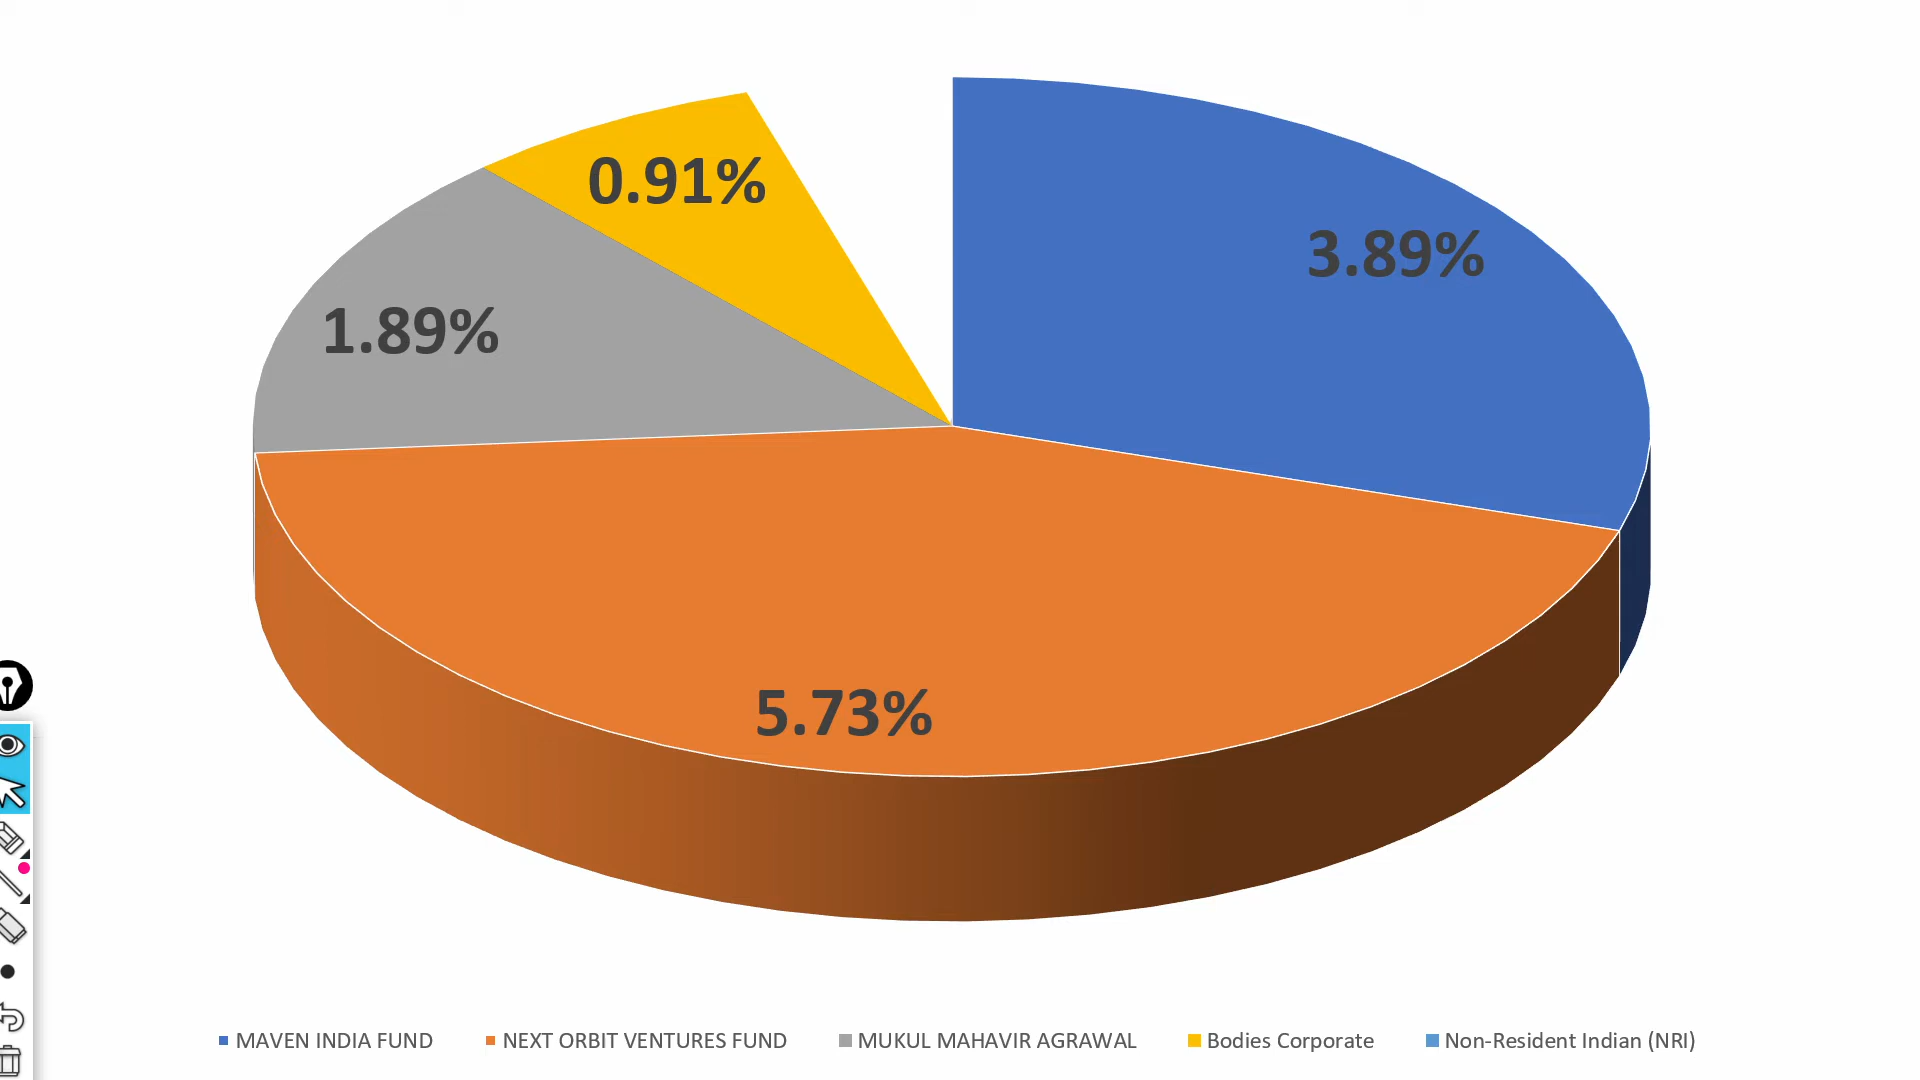 0.91%
3.89%
1.89%
5.73%
MAVEN INDIA FUND NEXT ORBIT VENTURES FUND MUKUL MAHAVIR AGRAWAL Bodies Corporate Non-Resident Indian (NRI)